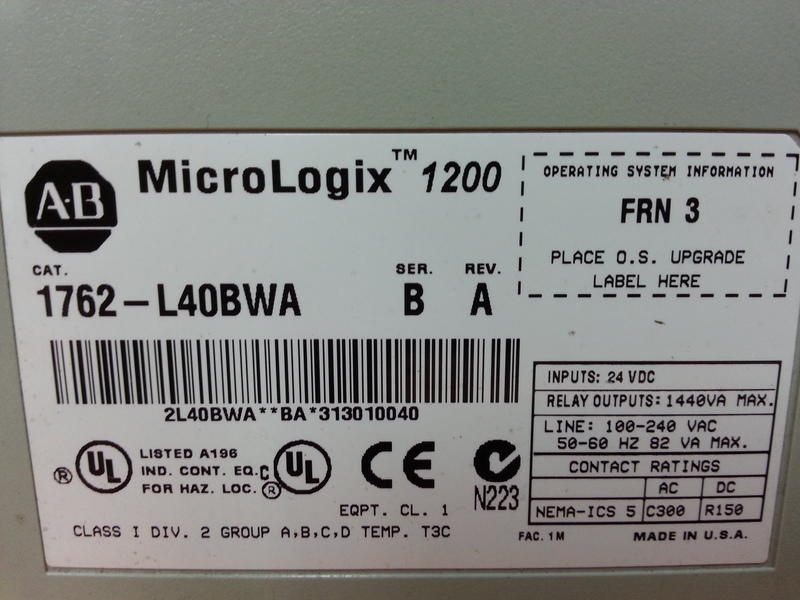 A-B
MicroLogix™ 1200
OPERATING SYSTEM INFORMATION
FRN 3
PLACE O.S. UPGRADE
LABEL HERE
CAT. SER. REV.
1762-L40BWA B A
2L40BWA**BA*313010040
INPUTS: 24 VDC
RELAY OUTPUTS: 1440VA MAX.
LINE: 100-240 VAC
50-60 HZ 82 VA MAX.
CONTACT RATINGS
AC DC
NEMA-ICS 5 C300 R150
® UL LISTED A196
IND. CONT. EQ.
FOR HAZ. LOC.
C UL ® CE N223
EQPT. CL. 1
CLASS I DIV. 2 GROUP A,B,C,D TEMP. T3C
FAC. 1M MADE IN U.S.A.